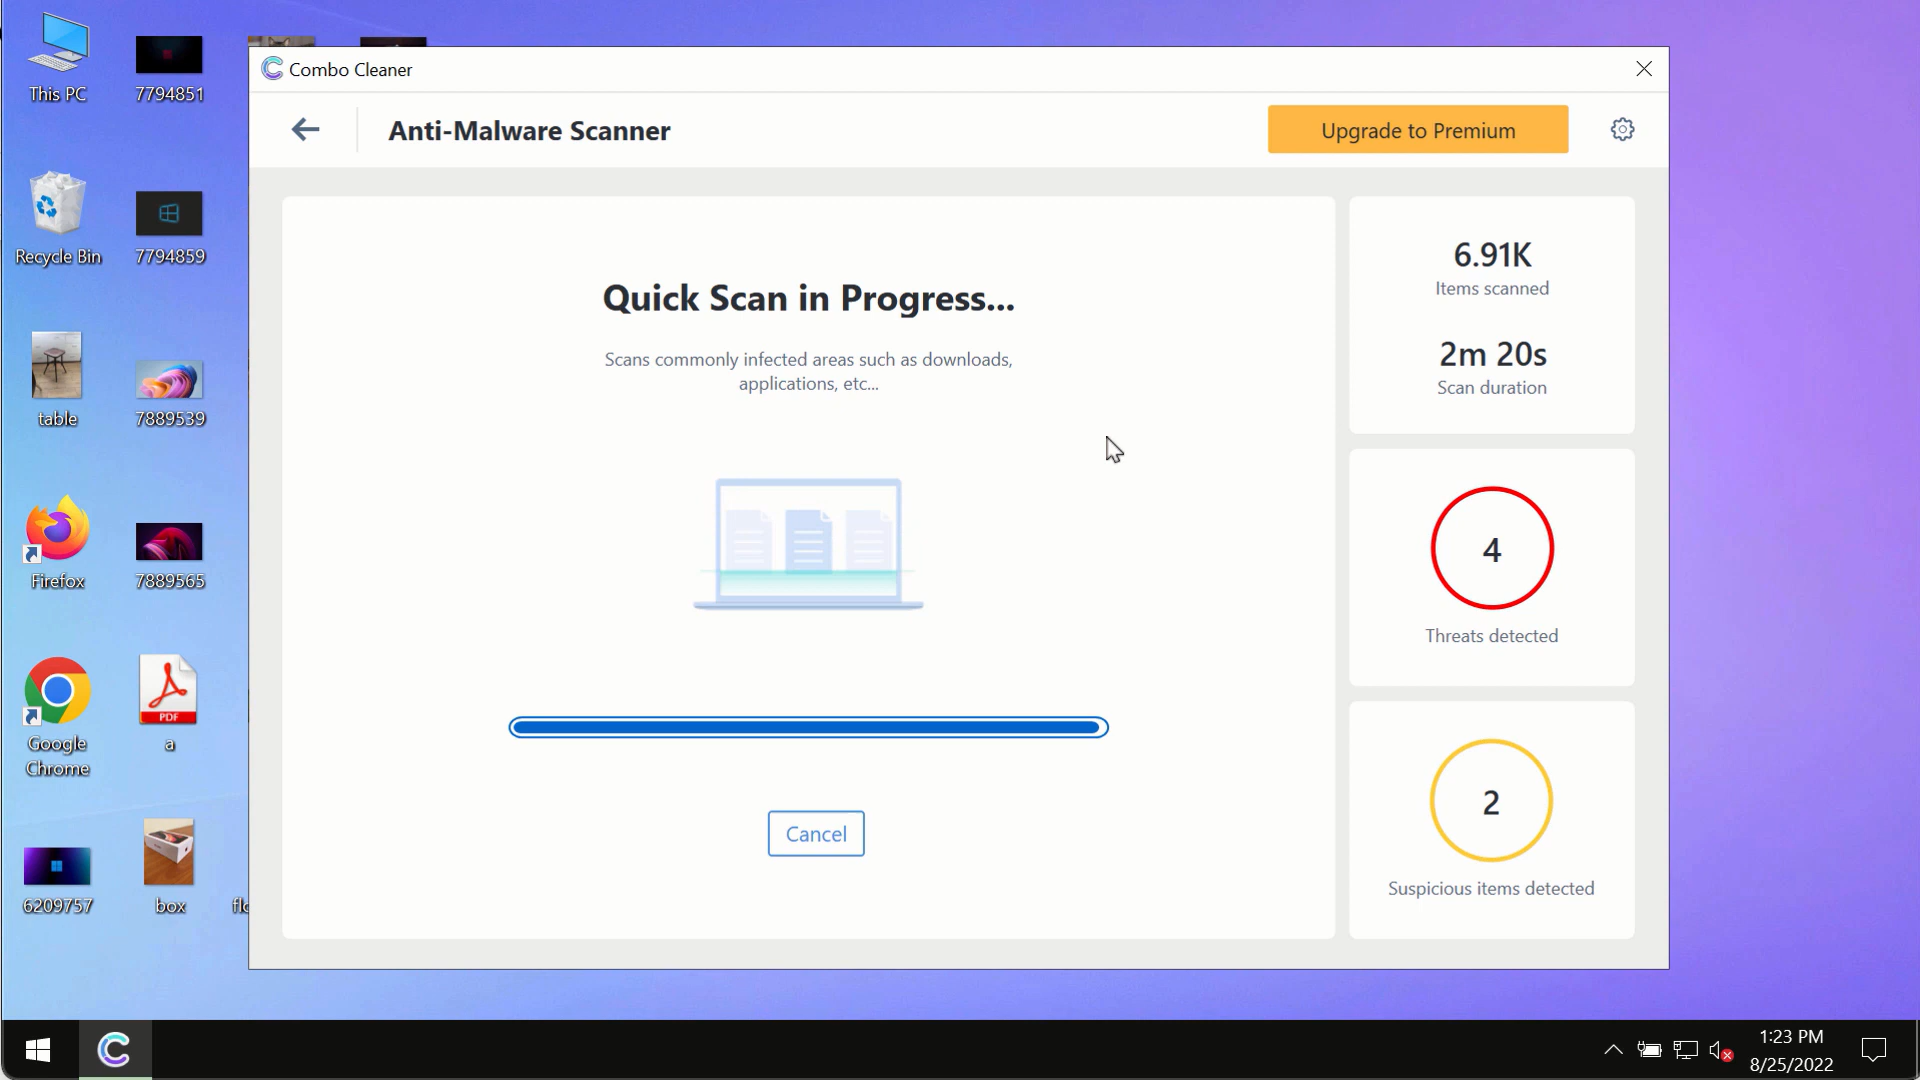 This PC
7794851
Recycle Bin
7794859
table
7889539
Firefox
7889565
Google
Chrome
PDF
a
6209757
box
Combo Cleaner
Anti-Malware Scanner
Upgrade to Premium
Quick Scan in Progress...
Scans commonly infected areas such as downloads,
applications, etc...
Cancel
6.91K
Items scanned
2m 20s
Scan duration
4
Threats detected
2
Suspicious items detected
1:23 PM
8/25/2022